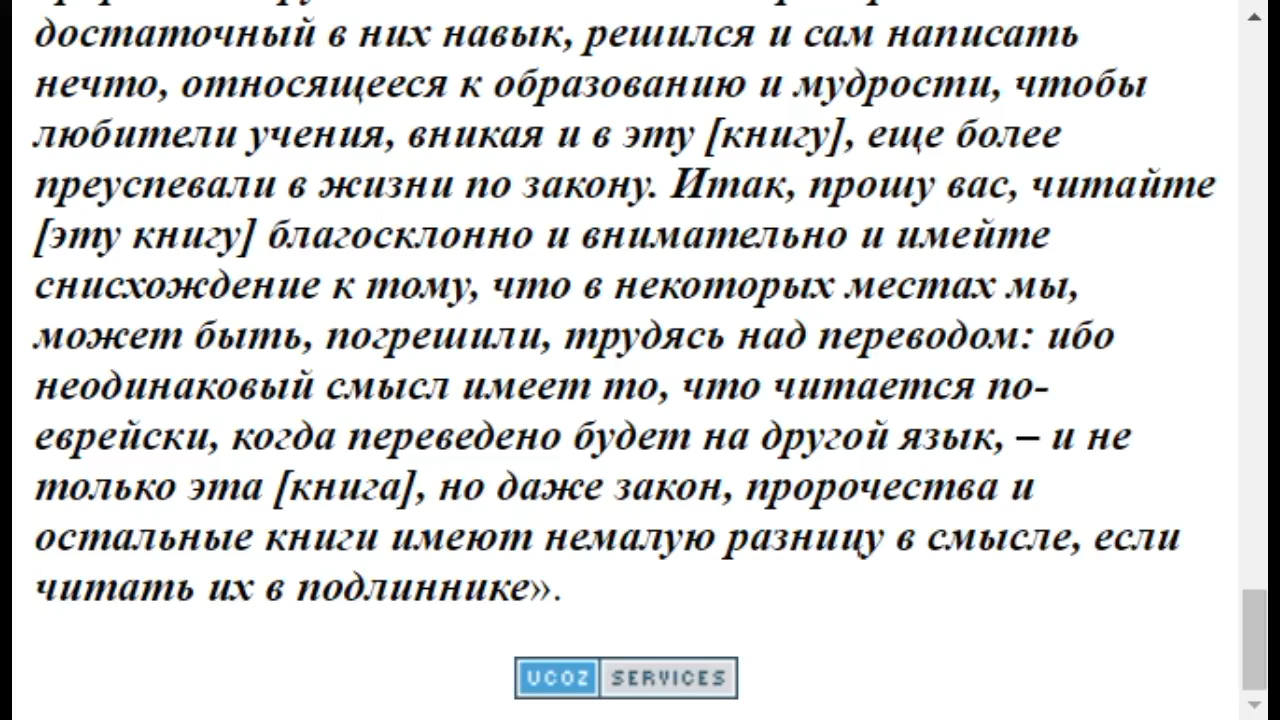 достаточный в них навык, решился и сам написать
нечто, относящееся к образованию и мудрости, чтобы
любители учения, вникая и в эту [книгу], еще более
преуспевали в жизни по закону. Итак, прошу вас, читайте
[эту книгу] благосклонно и внимательно и имейте
снисхождение к тому, что в некоторых местах мы,
может быть, погрешили, трудясь над переводом: ибо
неодинаковый смысл имеет то, что читается по-
еврейски, когда переведено будет на другой язык, – и не
только эта [книга], но даже закон, пророчества и
остальные книги имеют немалую разницу в смысле, если
читать их в подлиннике».
UCOZ SERVICES